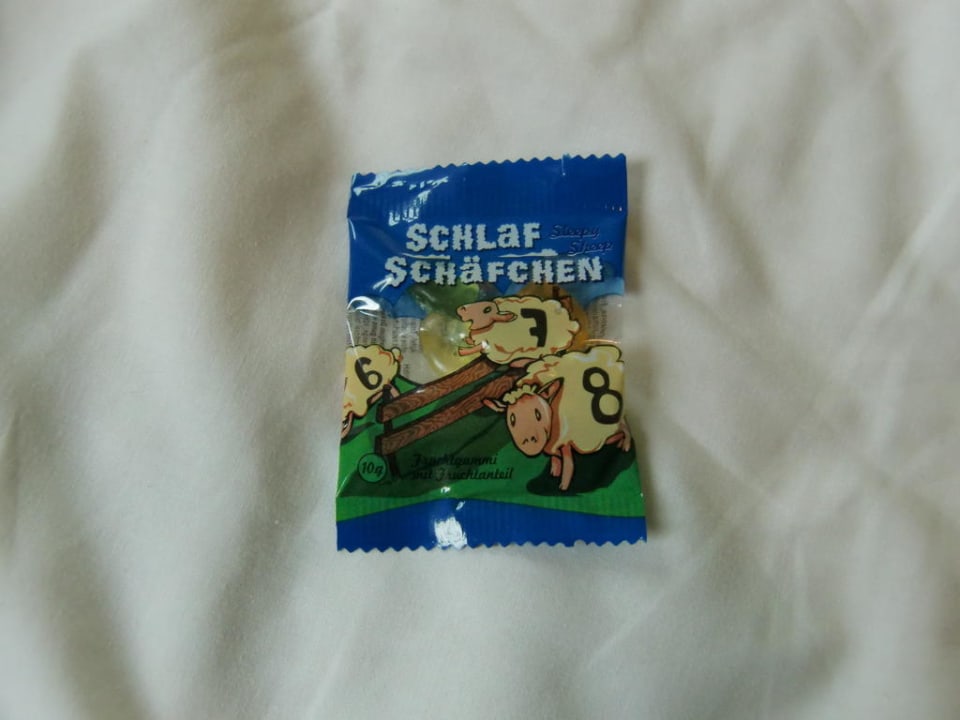 SCHLAF
Sleepy
Sheep
SCHÄFCHEN
7
6
8
10g
Fruchtgummi
mit Fruchtanteil